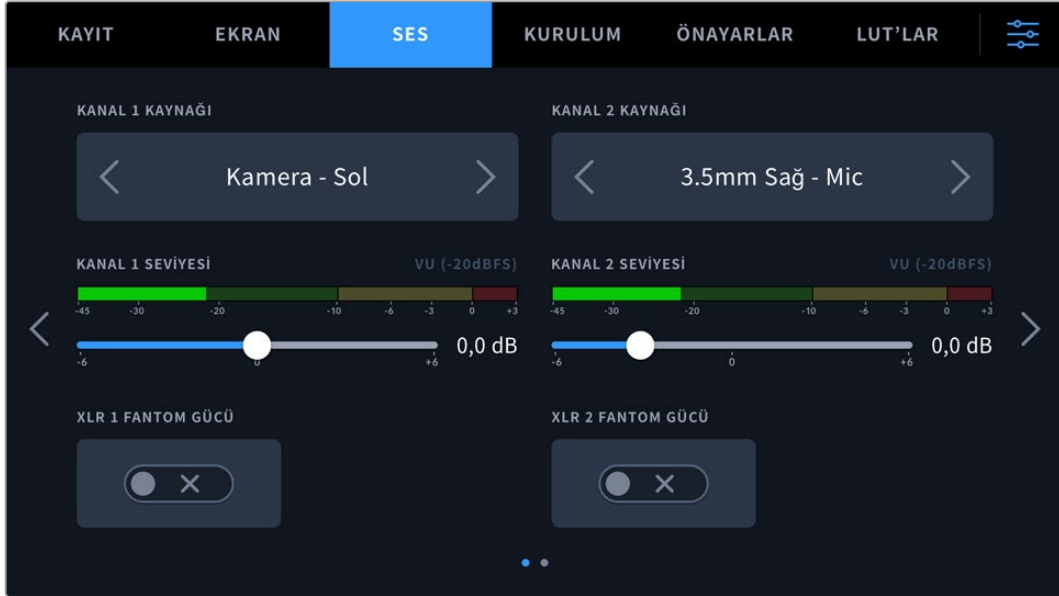 KAYIT EKRAN SES KURULUM ÖNAYARLAR LUT’LAR
KANAL 1 KAYNAĞI KANAL 2 KAYNAĞI
Kamera - Sol 3.5mm Sağ - Mic
KANAL 1 SEVİYESİ VU (-20dBFS) KANAL 2 SEVİYESİ VU (-20dBFS)
-45 -30 -20 -10 -6 -3 0 +3 -45 -30 -20 -10 -6 -3 0 +3
0,0 dB 0,0 dB
-6 0 +6 -6 0 +6
XLR 1 FANTOM GÜCÜ XLR 2 FANTOM GÜCÜ